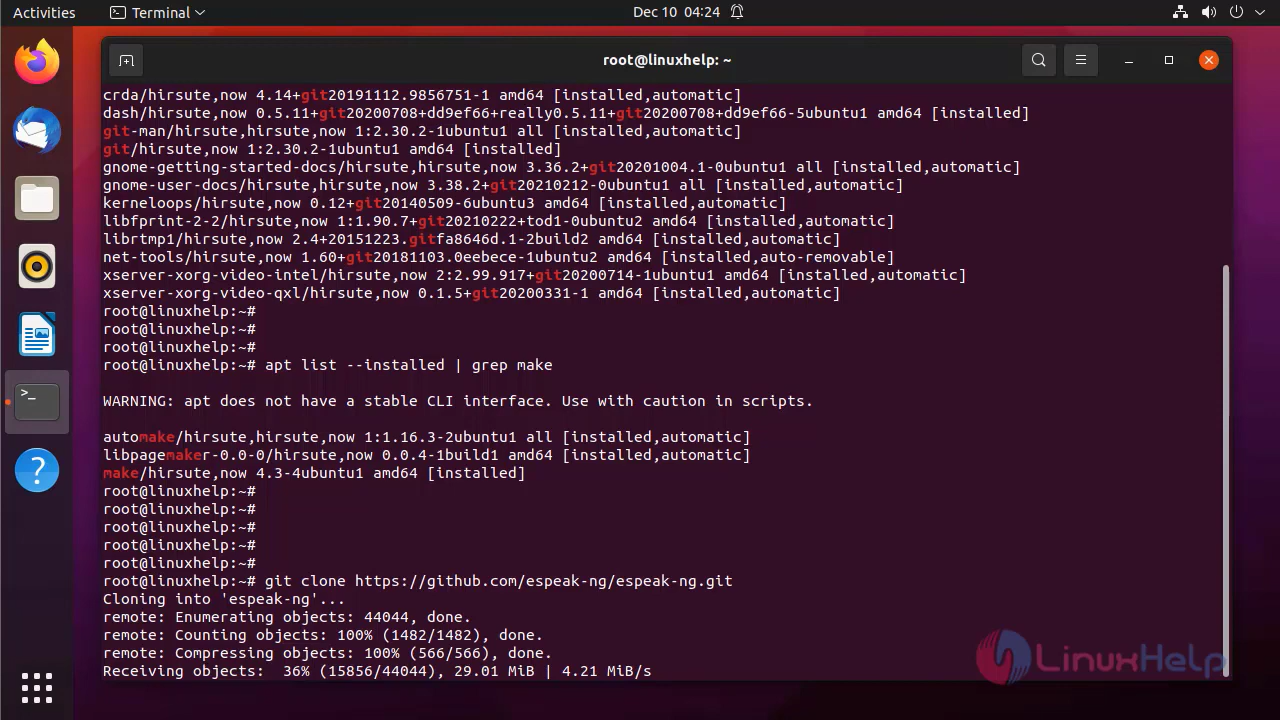 Activities Terminal Dec 10 04:24
root@linuxhelp: ~
crda/hirsute,now 4.14+git20191112.9856751-1 amd64 [installed,automatic]
dash/hirsute,now 0.5.11+git20200708+dd9ef66+really0.5.11+git20200708+dd9ef66-5ubuntu1 amd64 [installed]
git-man/hirsute,hirsute,now 1:2.30.2-1ubuntu1 all [installed,automatic]
git/hirsute,now 1:2.30.2-1ubuntu1 amd64 [installed]
gnome-getting-started-docs/hirsute,hirsute,now 3.36.2+git20201004.1-0ubuntu1 all [installed,automatic]
gnome-user-docs/hirsute,hirsute,now 3.38.2+git20210212-0ubuntu1 all [installed,automatic]
kerneloops/hirsute,now 0.12+git20140509-6ubuntu3 amd64 [installed,automatic]
libfprint-2-2/hirsute,now 1:1.90.7+git20210222+tod1-0ubuntu2 amd64 [installed,automatic]
librtmp1/hirsute,now 2.4+20151223.gitfa8646d.1-2build2 amd64 [installed,automatic]
net-tools/hirsute,now 1.60+git20181103.0eebece-1ubuntu2 amd64 [installed,auto-removable]
xserver-xorg-video-intel/hirsute,now 2:2.99.917+git20200714-1ubuntu1 amd64 [installed,automatic]
xserver-xorg-video-qxl/hirsute,now 0.1.5+git20200331-1 amd64 [installed,automatic]
root@linuxhelp:~#
root@linuxhelp:~#
root@linuxhelp:~#
root@linuxhelp:~# apt list --installed | grep make
WARNING: apt does not have a stable CLI interface. Use with caution in scripts.
automake/hirsute,hirsute,now 1:1.16.3-2ubuntu1 all [installed,automatic]
libpagemaker-0.0-0/hirsute,now 0.0.4-1build1 amd64 [installed,automatic]
make/hirsute,now 4.3-4ubuntu1 amd64 [installed]
root@linuxhelp:~#
root@linuxhelp:~#
root@linuxhelp:~#
root@linuxhelp:~#
root@linuxhelp:~#
root@linuxhelp:~# git clone https://github.com/espeak-ng/espeak-ng.git
Cloning into 'espeak-ng'...
remote: Enumerating objects: 44044, done.
remote: Counting objects: 100% (1482/1482), done.
remote: Compressing objects: 100% (566/566), done.
Receiving objects:  36% (15856/44044), 29.01 MiB | 4.21 MiB/s
LinuxHelp